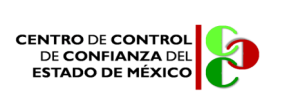 CENTRO DE CONTROL
DE CONFIANZA DEL
ESTADO DE MÉXICO